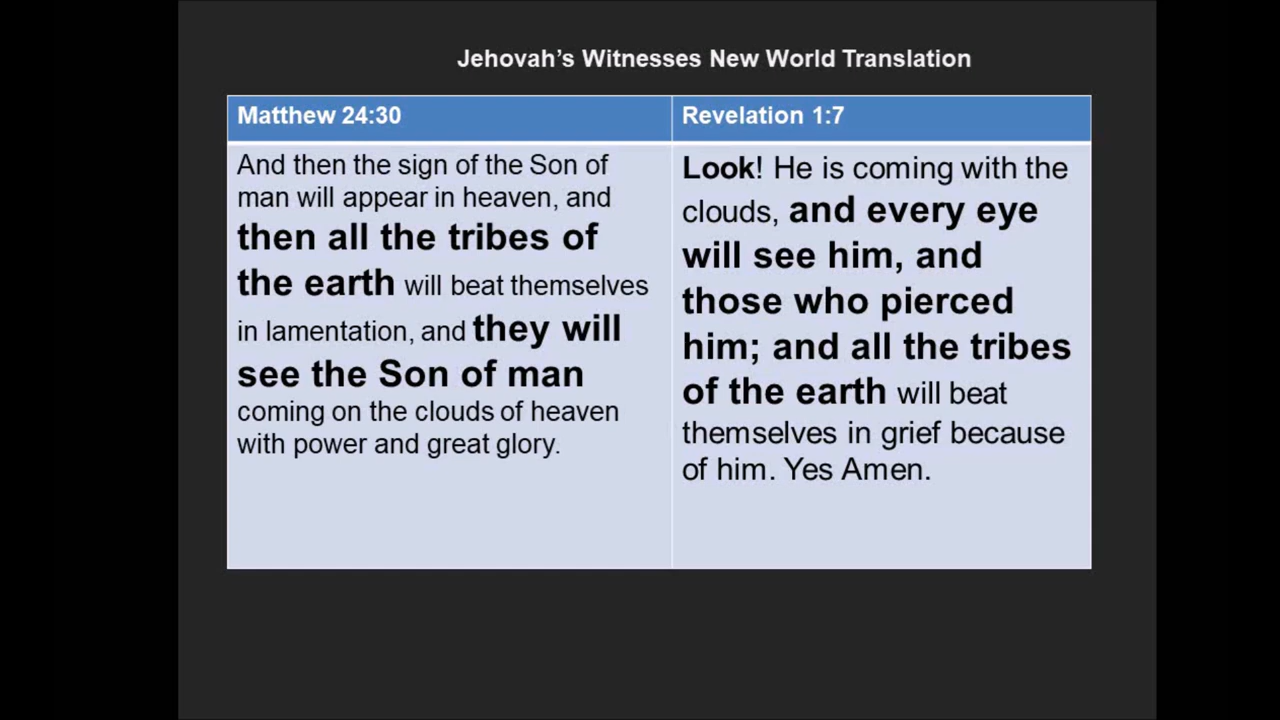 Jehovah's Witnesses New World Translation
Matthew 24:30
And then the sign of the Son of
man will appear in heaven, and
then all the tribes of
the earth will beat themselves
in lamentation, and they will
see the Son of man
coming on the clouds of heaven
with power and great glory.
Revelation 1:7
Look! He is coming with the
clouds, and every eye
will see him, and
those who pierced
him; and all the tribes
of the earth will beat
themselves in grief because
of him. Yes Amen.